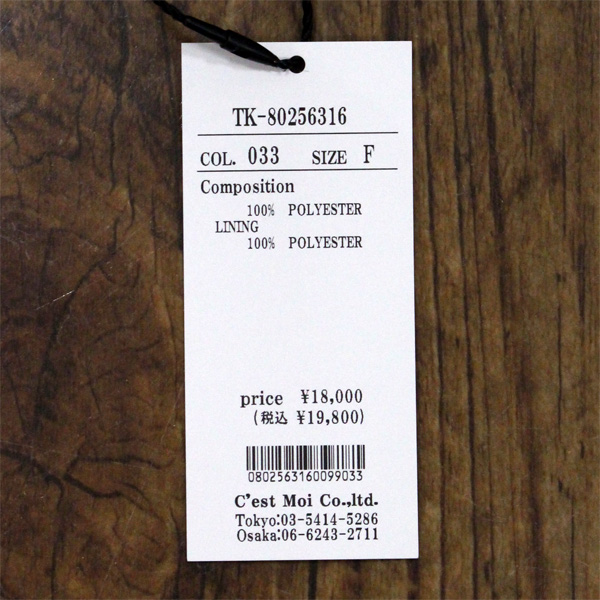 TK-80256316
COL. 033 SIZE F
Composition
100% POLYESTER
LINING
100% POLYESTER
price ¥18,000
(税込 ¥19,800)
0802563160099033
C'est Moi Co.,ltd.
Tokyo:03-5414-5286
Osaka:06-6243-2711